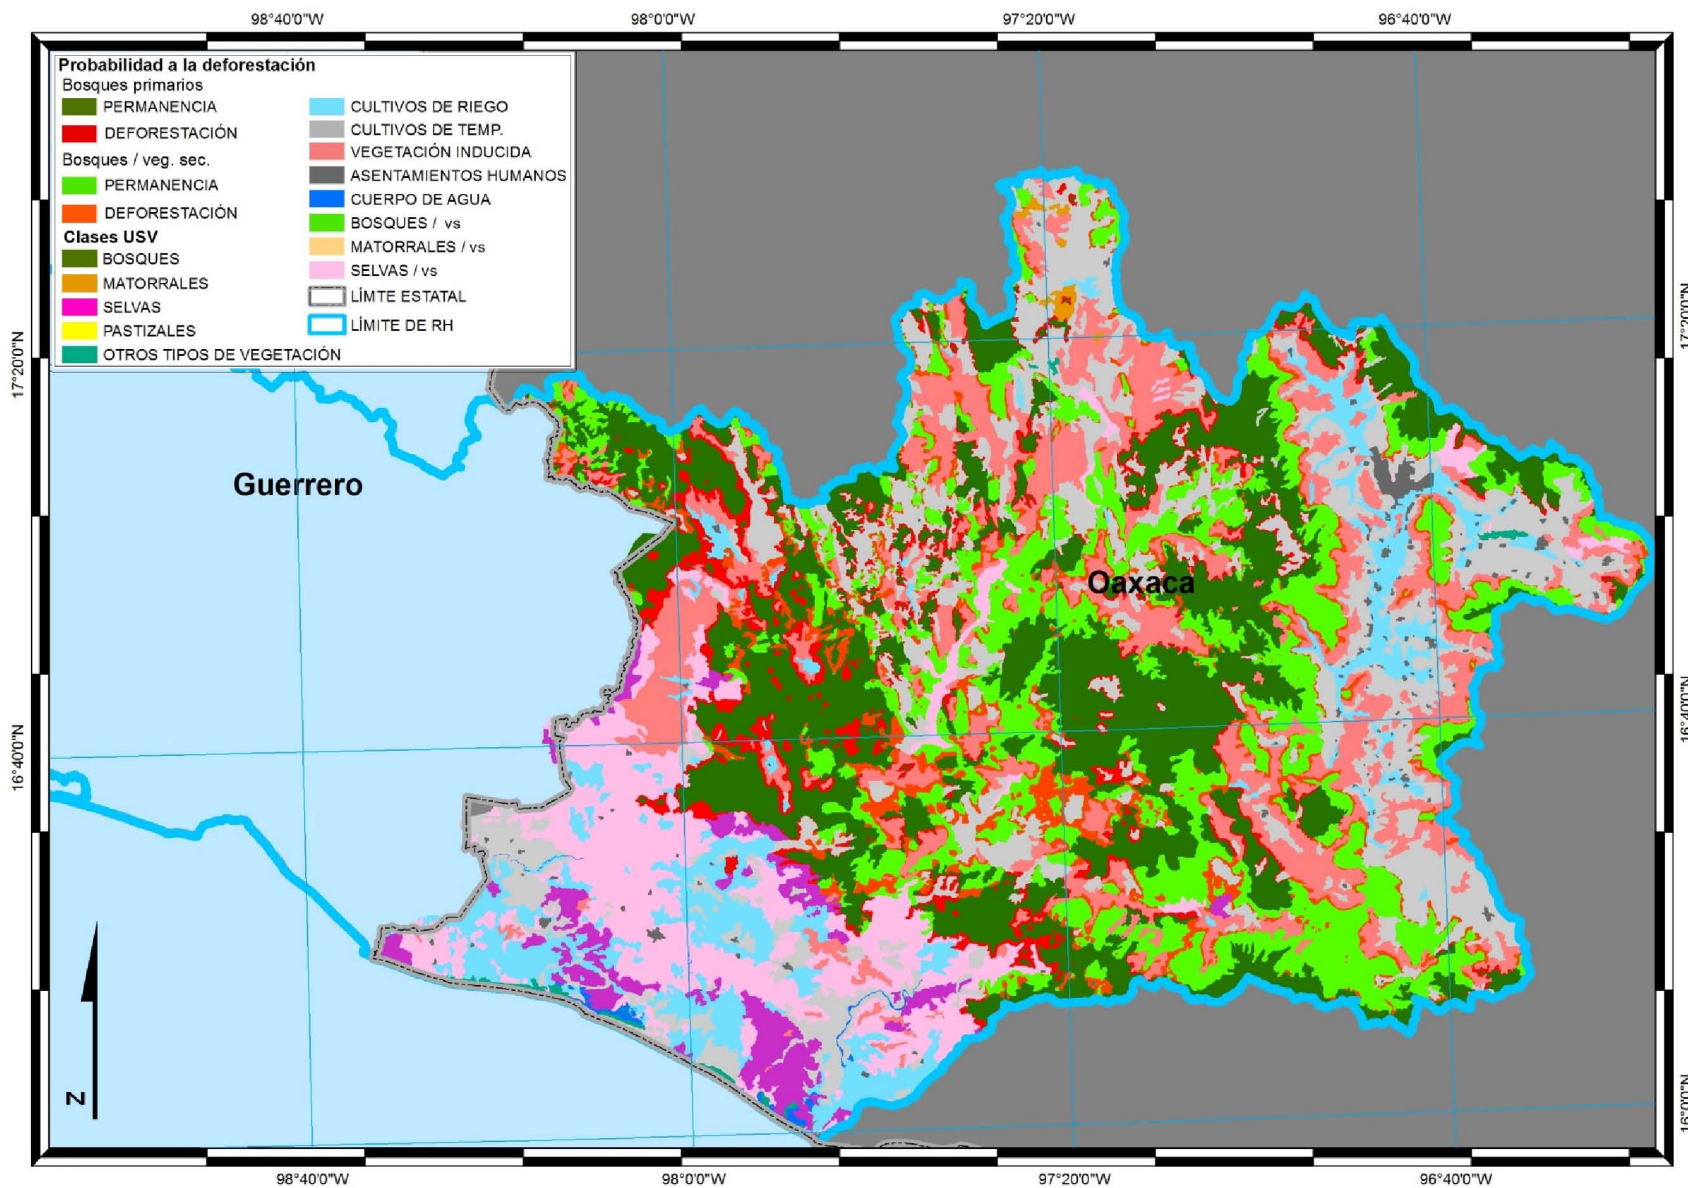 98°40'0"W 98°0'0"W 97°20'0"W 96°40'0"W
Probabilidad a la deforestación
Bosques primarios
PERMANENCIA
DEFORESTACIÓN
Bosques / veg. sec.
PERMANENCIA
DEFORESTACIÓN
Clases USV
BOSQUES
MATORRALES
SELVAS
PASTIZALES
OTROS TIPOS DE VEGETACIÓN
CULTIVOS DE RIEGO
CULTIVOS DE TEMP.
VEGETACIÓN INDUCIDA
ASENTAMIENTOS HUMANOS
CUERPO DE AGUA
BOSQUES / vs
MATORRALES / vs
SELVAS / vs
LÍMTE ESTATAL
LÍMITE DE RH
17°20'0"N
17°20'0"N
Guerrero
Oaxaca
16°40'0"N
16°40'0"N
N
16°0'0"N
98°40'0"W 98°0'0"W 97°20'0"W 96°40'0"W